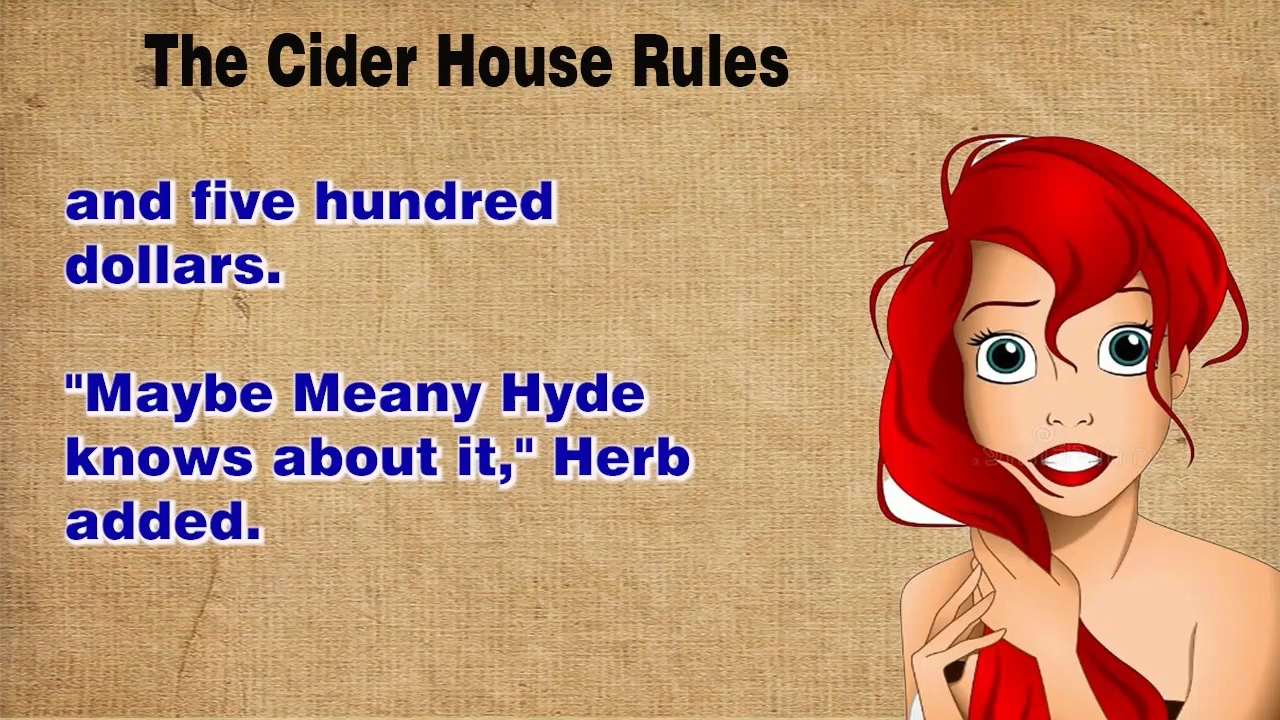 The Cider House Rules
and five hundred
dollars.
"Maybe Meany Hyde
knows about it," Herb
added.